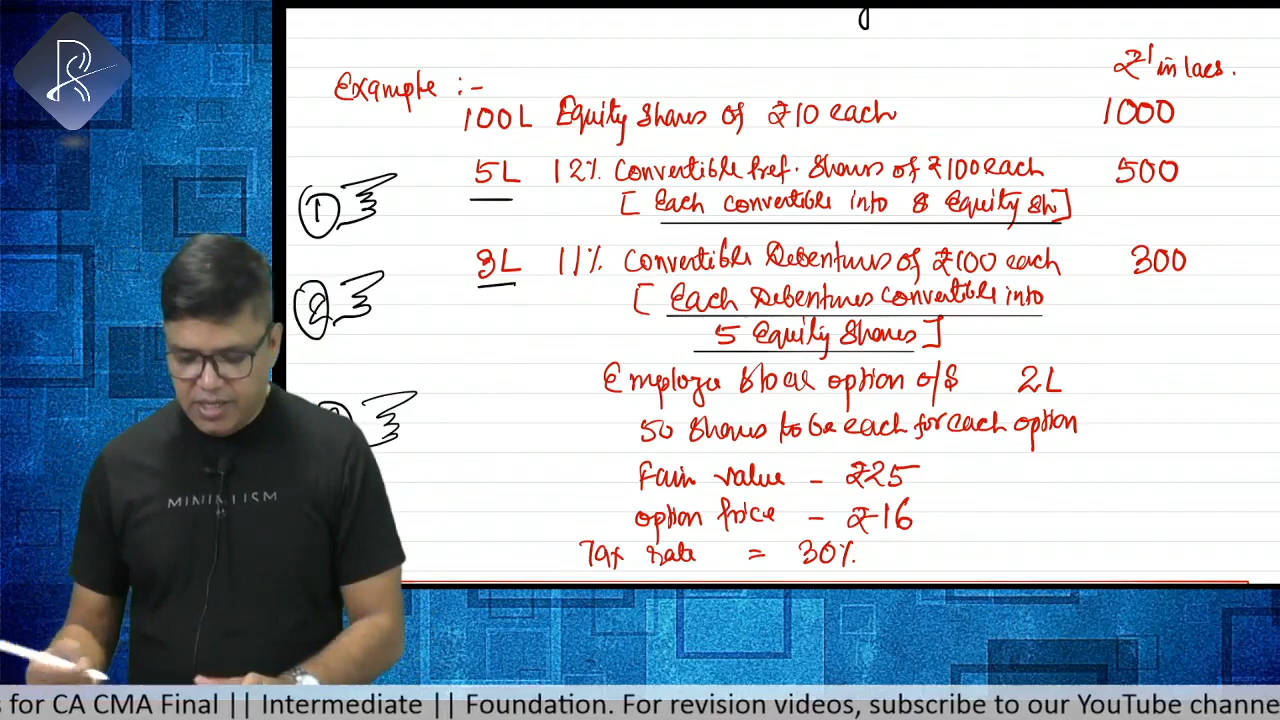 ₹ in lacs.
Example :-
100L Equity Shares of ₹10 each 1000
5L 12% Convertible Pref. Shares of ₹100 each 500
[ Each convertible into 8 Equity Sh ]
1
3L 11% Convertible Debentures of ₹100 each 300
[ Each Debentures convertible into
2
5 Equity Shares ]
Employee Stock option o/s 2L
50 Shares to be each for each option
Fair value - ₹25
MINIMALISM
option price - ₹16
Tax rate = 30%.
s for CA CMA Final || Intermediate || Foundation. For revision videos, subscribe to our YouTube channe